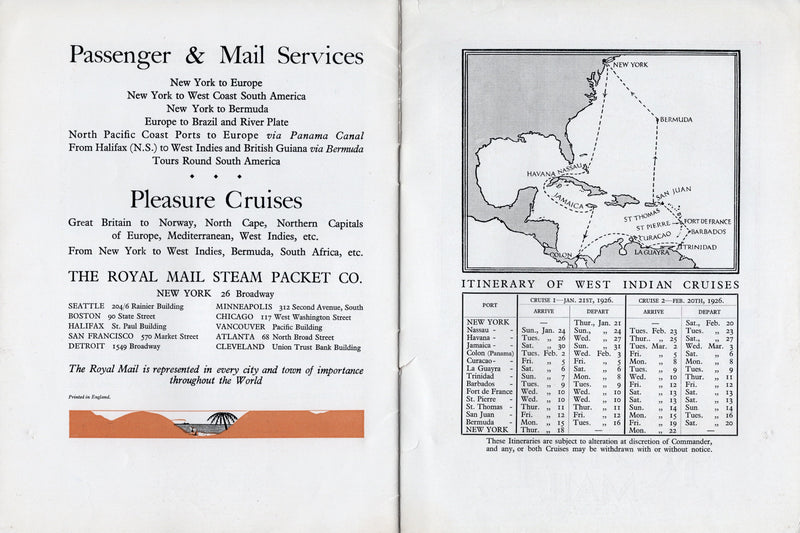 Passenger & Mail Services
New York to Europe
New York to West Coast South America
New York to Bermuda
Europe to Brazil and River Plate
North Pacific Coast Ports to Europe via Panama Canal
From Halifax (N.S.) to West Indies and British Guiana via Bermuda
Tours Round South America
Pleasure Cruises
Great Britain to Norway, North Cape, Northern Capitals
of Europe, Mediterranean, West Indies, etc.
From New York to West Indies, Bermuda, South Africa, etc.
THE ROYAL MAIL STEAM PACKET CO.
NEW YORK 26 Broadway
SEATTLE 204/6 Rainier Building
BOSTON 90 State Street
HALIFAX St. Paul Building
SAN FRANCISCO 570 Market Street
DETROIT 1549 Broadway
MINNEAPOLIS 312 Second Avenue, South
CHICAGO 117 West Washington Street
VANCOUVER Pacific Building
ATLANTA 68 North Broad Street
CLEVELAND Union Trust Bank Building
The Royal Mail is represented in every city and town of importance
throughout the World
Printed in England.
NEW YORK
BERMUDA
HAVANA
NASSAU
JAMAICA
SAN JUAN
ST THOMAS
FORT DE FRANCE
ST PIERRE
BARBADOS
CURACAO
TRINIDAD
LA GUAYRA
COLON
ITINERARY OF WEST INDIAN CRUISES
PORT CRUISE 1—JAN. 21ST, 1926. CRUISE 2—FEB. 20TH, 1926.
ARRIVE DEPART ARRIVE DEPART
NEW YORK — Thur., Jan. 21 — Sat., Feb. 20
Nassau - - Sun., Jan. 24 Sun., „ 24 Tues. Feb. 23 Tues. „ 23
Havana - - Tues. „ 26 Wed. „ 27 Thur., „ 25 Sat., „ 27
Jamaica - - Sat. „ 30 Sun. „ 31 Tues. Mar. 2 Wed. Mar. 3
Colon (Panama) Tues. Feb. 2 Wed. Feb. 3 Fri. „ 5 Sat. „ 6
Curacao - - Fri. „ 5 Fri. „ 5 Mon. „ 8 Mon. „ 8
La Guayra - Sat. „ 6 Sat. „ 6 Tues. „ 9 Tues. „ 9
Trinidad - Sun. „ 7 Mon. „ 8 Wed. „ 10 Thur. „ 11
Barbados - Tues. „ 9 Tues. „ 9 Fri. „ 12 Fri. „ 12
Fort de France Wed. „ 10 Wed. „ 10 Sat. „ 13 Sat. „ 13
St. Pierre - Wed. „ 10 Wed. „ 10 Sat. „ 13 Sat. „ 13
St. Thomas - Thur. „ 11 Thur. „ 11 Sun. „ 14 Sun „ 14
San Juan - Fri. „ 12 Fri. „ 12 Mon. „ 15 Tues. „ 16
Bermuda - Mon. „ 15 Tues. „ 16 Fri. „ 19 Sat. „ 20
NEW YORK Thur. „ 18 — Mon. „ 22 —
These Itineraries are subject to alteration at discretion of Commander,
and any, or both Cruises may be withdrawn with or without notice.